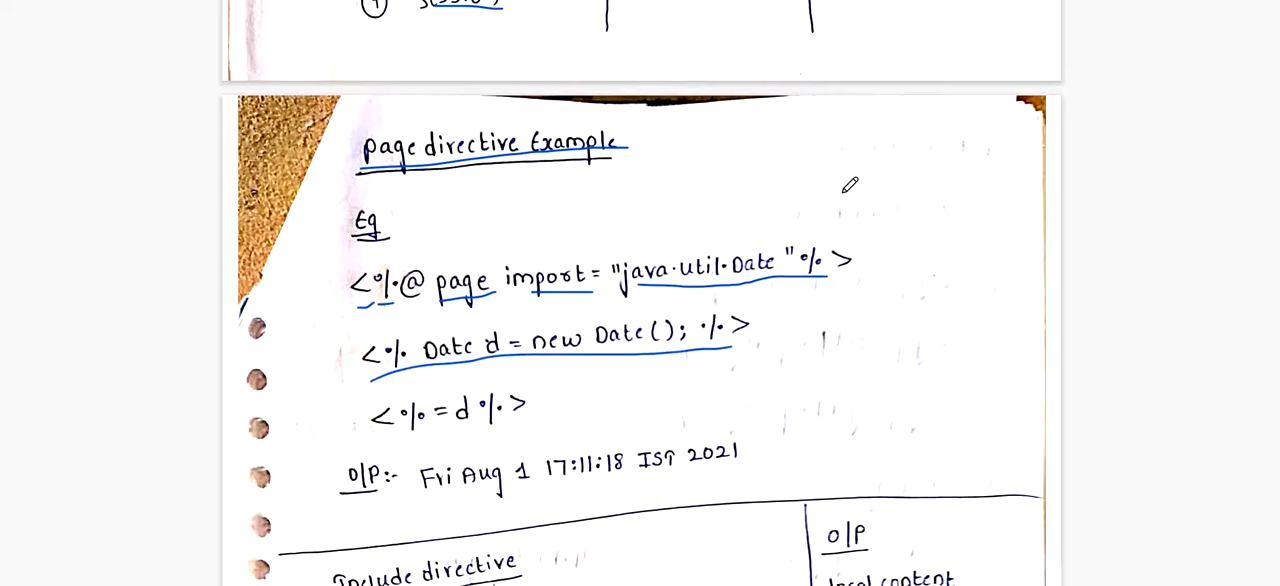 page directive Example
Eg
<%@ page import = "java.util.Date" %>
<% Date d = new Date(); %>
<%= d %>
O/P:- Fri Aug 1 17:11:18 IST 2021
Include directive
O/P
local content